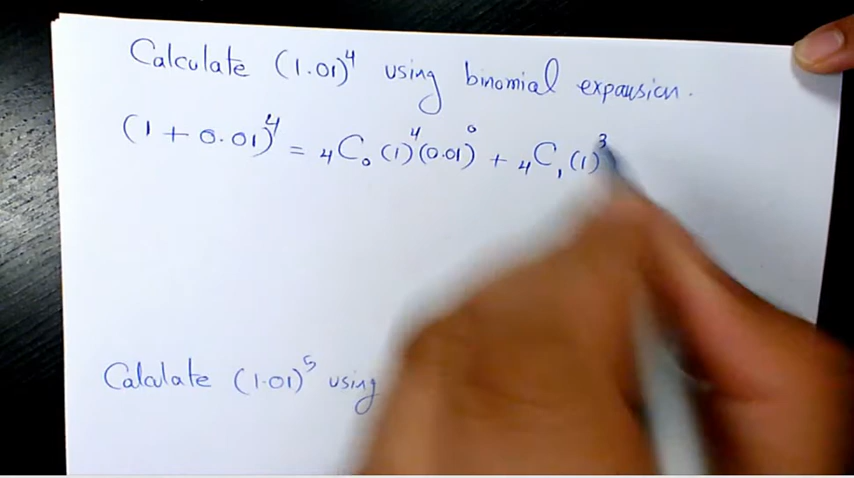 Calculate (1.01)⁴ using binomial expansion.
(1 + 0.01)⁴ = ₄C₀ (1)⁴(0.01)⁰ + ₄C₁ (1)³
Calculate (1.01)⁵ using